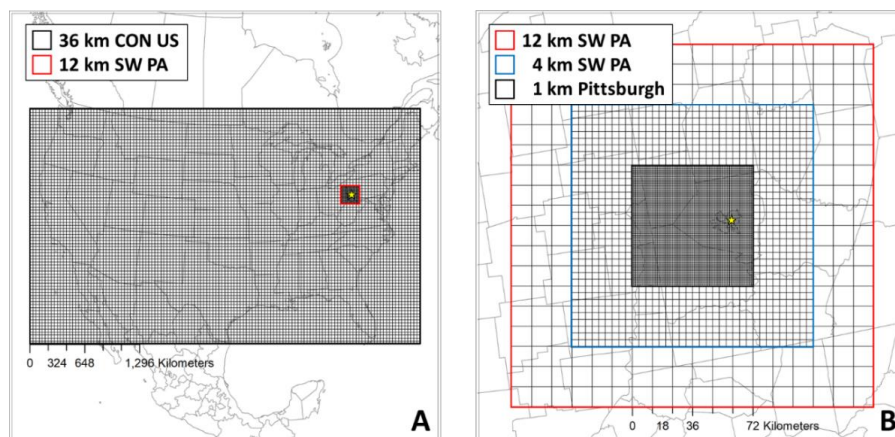 36 km CON US
12 km SW PA
0 324 648 1,296 Kilometers
A
12 km SW PA
4 km SW PA
1 km Pittsburgh
0 18 36 72 Kilometers
B